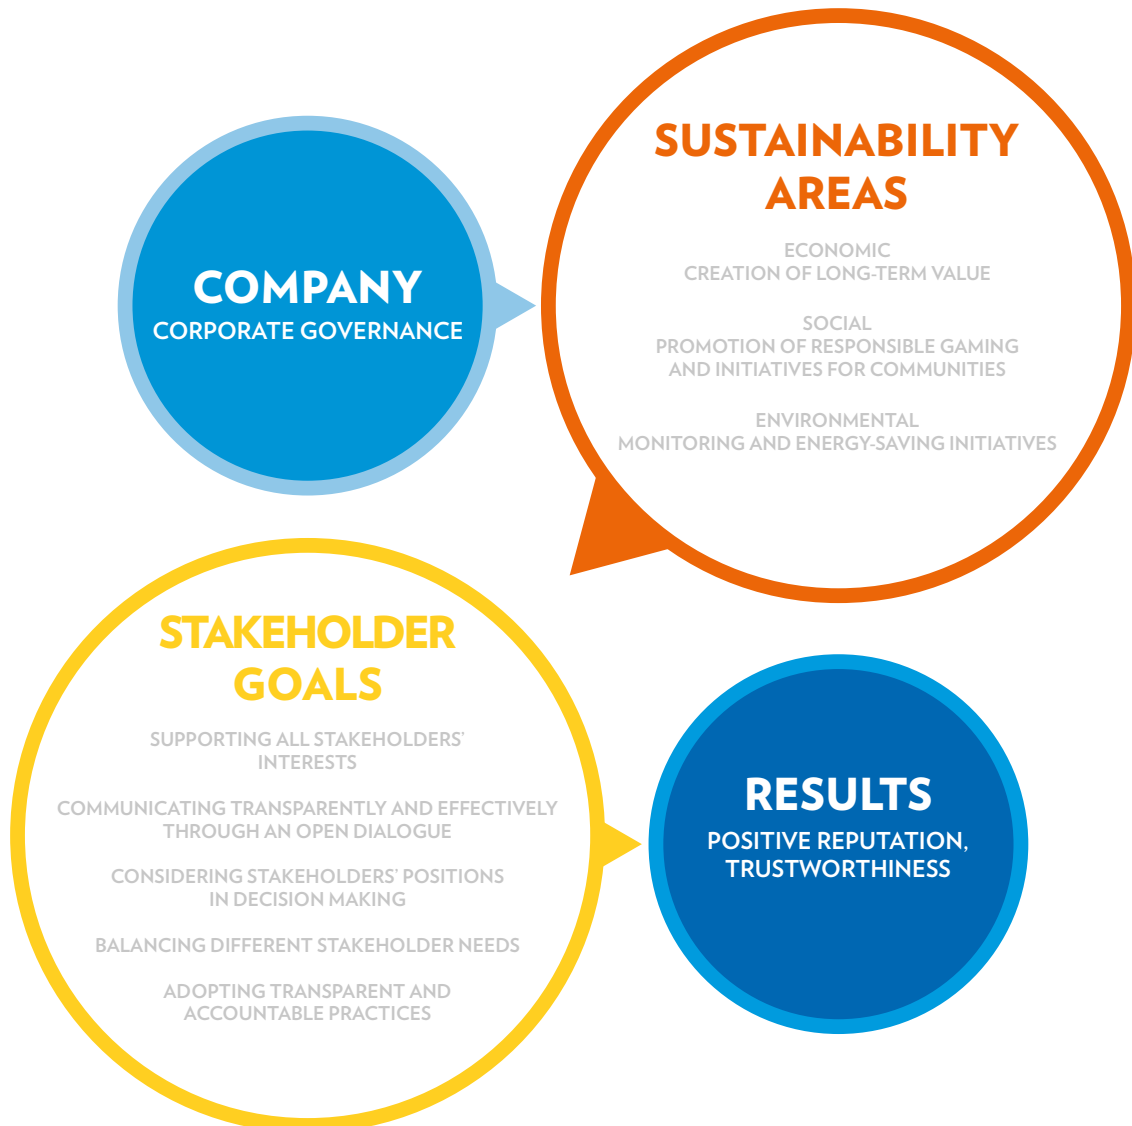 COMPANY
CORPORATE GOVERNANCE
SUSTAINABILITY
AREAS
ECONOMIC
CREATION OF LONG-TERM VALUE
SOCIAL
PROMOTION OF RESPONSIBLE GAMING
AND INITIATIVES FOR COMMUNITIES
ENVIRONMENTAL
MONITORING AND ENERGY-SAVING INITIATIVES
STAKEHOLDER
GOALS
SUPPORTING ALL STAKEHOLDERS’
INTERESTS
COMMUNICATING TRANSPARENTLY AND EFFECTIVELY
THROUGH AN OPEN DIALOGUE
CONSIDERING STAKEHOLDERS’ POSITIONS
IN DECISION MAKING
BALANCING DIFFERENT STAKEHOLDER NEEDS
ADOPTING TRANSPARENT AND
ACCOUNTABLE PRACTICES
RESULTS
POSITIVE REPUTATION,
TRUSTWORTHINESS